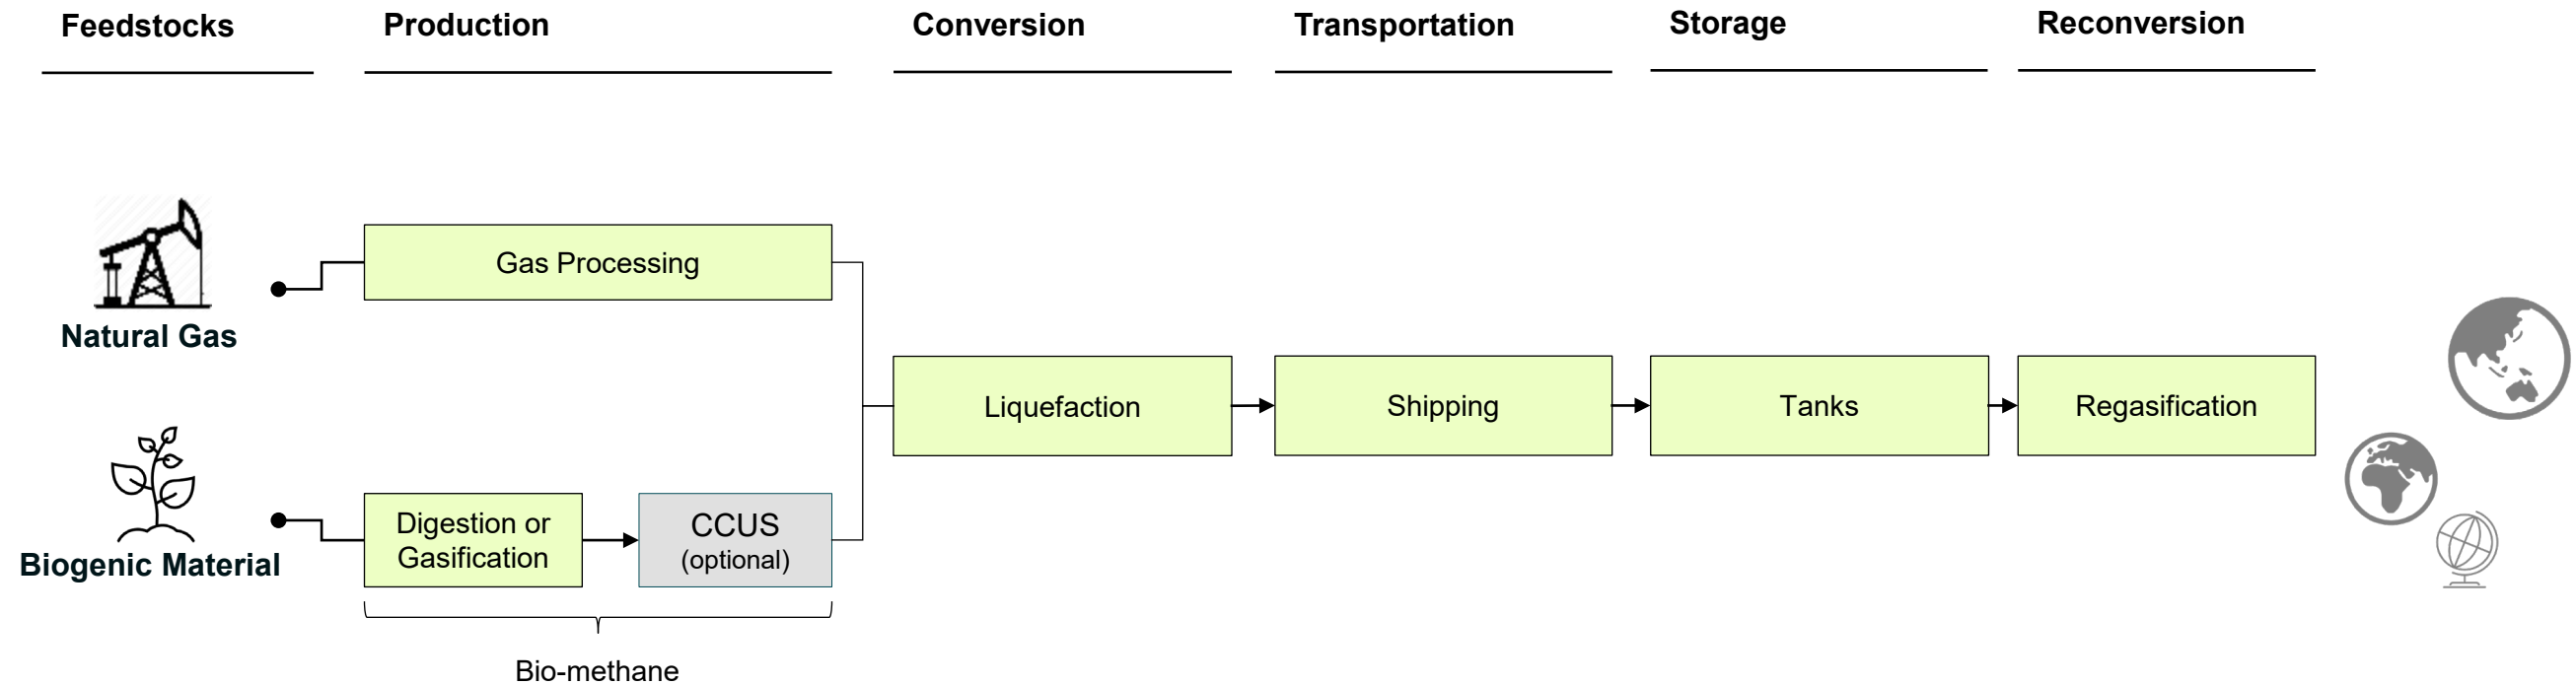 Feedstocks
Production
Conversion
Transportation
Storage
Reconversion
Natural Gas
Gas Processing
Biogenic Material
Digestion or
Gasification
CCUS
(optional)
Bio-methane
Liquefaction
Shipping
Tanks
Regasification